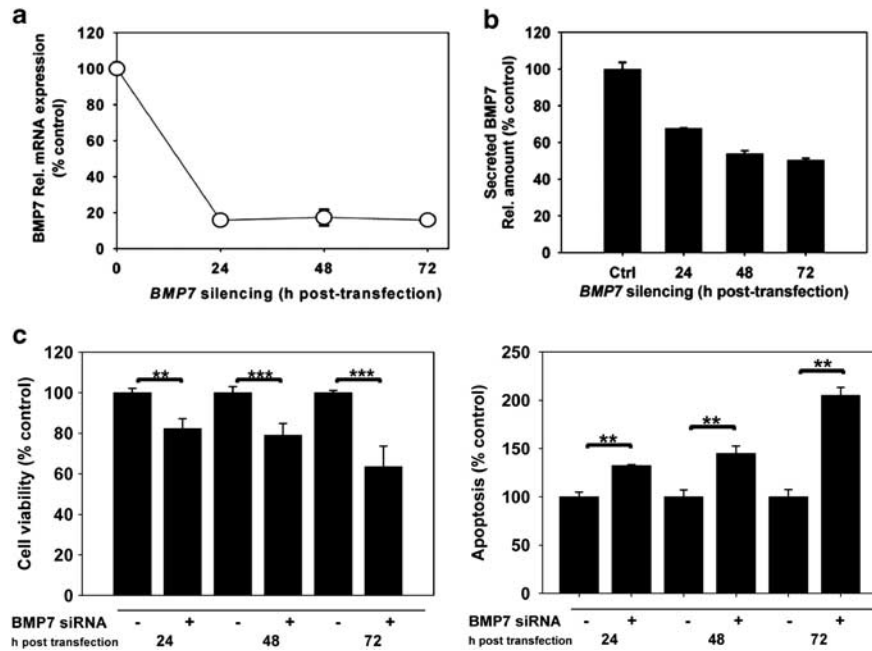 a
BMP7 Rel. mRNA expression
(% control)
120
100
80
60
40
20
0
0 24 48 72
BMP7 silencing (h post-transfection)
b
Secreted BMP7
Rel. amount (% control)
120
100
80
60
40
20
0
Ctrl 24 48 72
BMP7 silencing (h post-transfection)
c
Cell viability (% control)
120
100
80
60
40
20
0
** *** ***
BMP7 siRNA - + - + - +
h post transfection 24 48 72
Apoptosis (% control)
250
200
150
100
50
0
** ** **
BMP7 siRNA - + - + - +
h post transfection 24 48 72